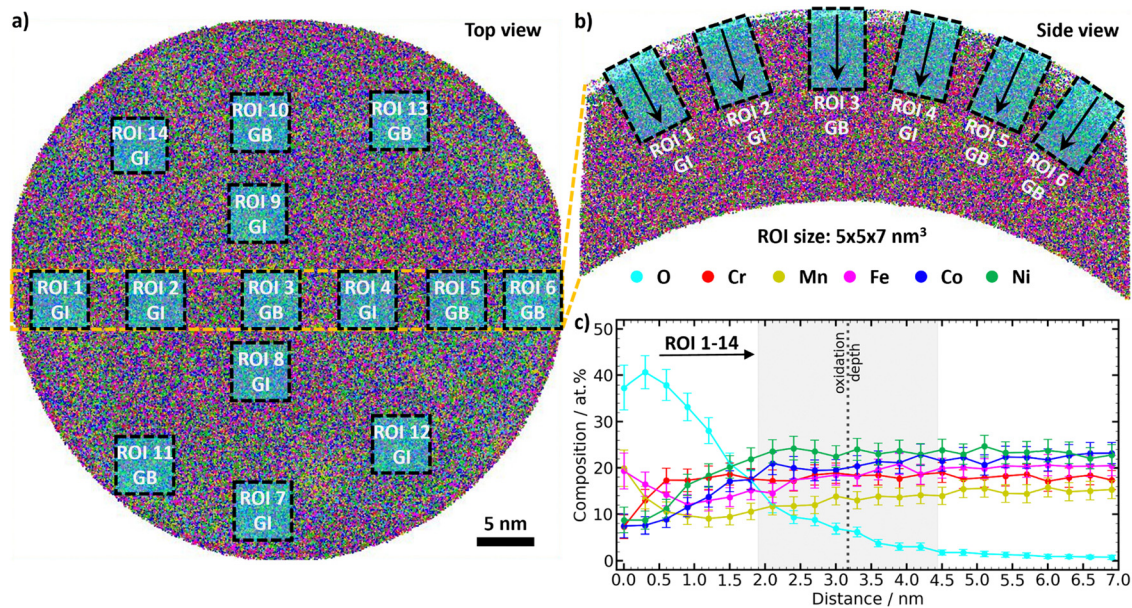 a)
Top view
ROI 14
GI
ROI 10
GB
ROI 13
GB
ROI 9
GI
ROI 1
GI
ROI 2
GI
ROI 3
GB
ROI 4
GI
ROI 5
GB
ROI 6
GB
ROI 8
GI
ROI 11
GB
ROI 12
GI
ROI 7
GI
5 nm
b)
Side view
ROI 1
GI
ROI 2
GI
ROI 3
GB
ROI 4
GI
ROI 5
GB
ROI 6
GB
ROI size: 5x5x7 nm³
O Cr Mn Fe Co Ni
c)
ROI 1-14
oxidation
depth
Composition / at.%
50
40
30
20
10
0
0.0 0.5 1.0 1.5 2.0 2.5 3.0 3.5 4.0 4.5 5.0 5.5 6.0 6.5 7.0
Distance / nm